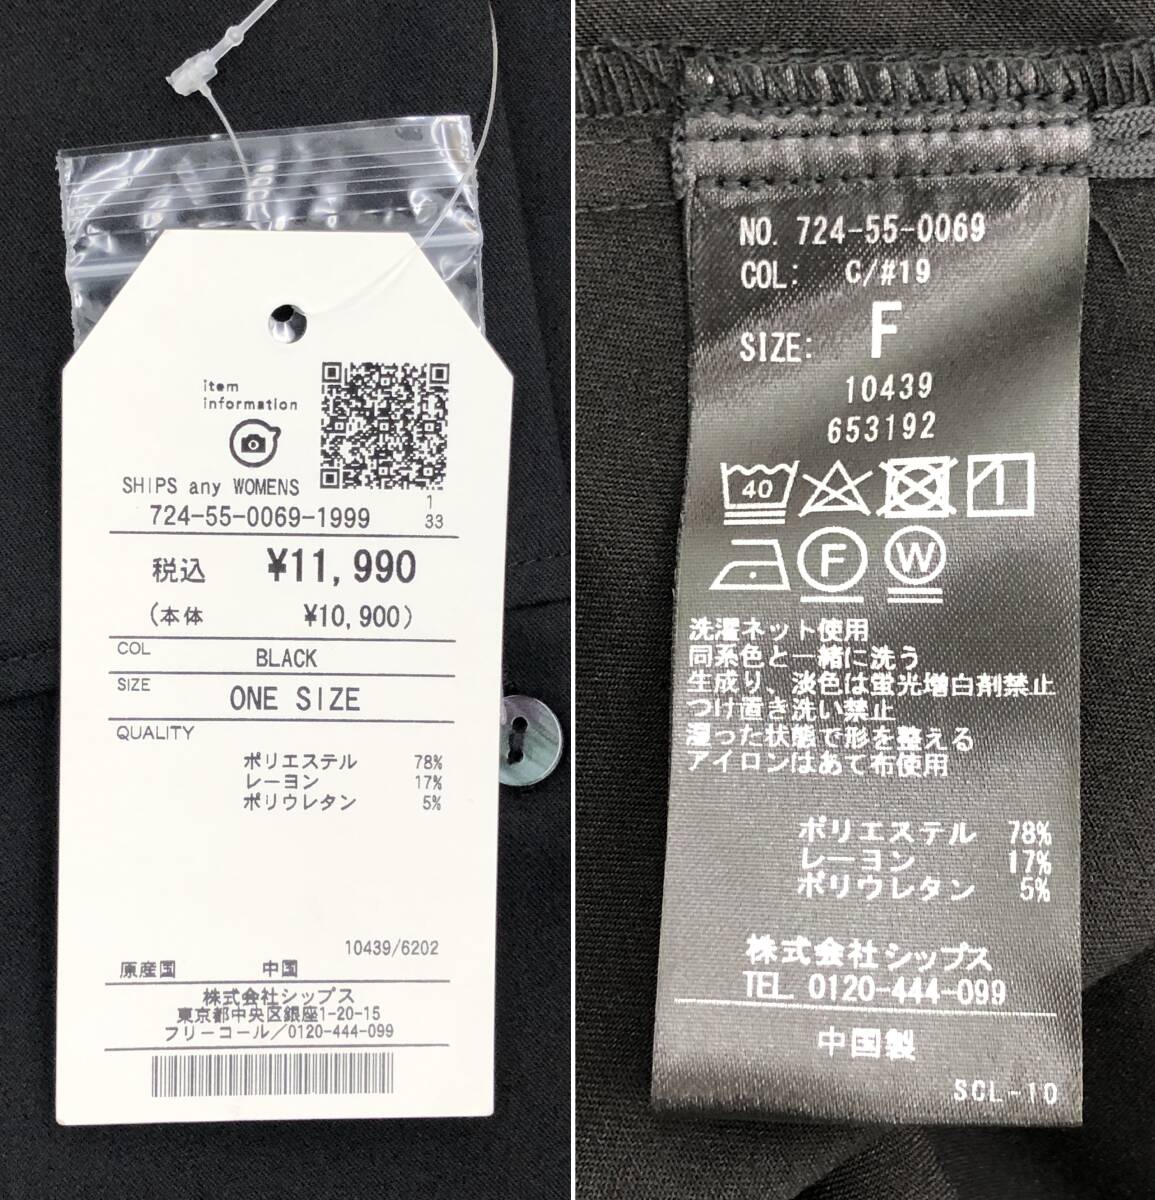 item
information
SHIPS any WOMENS
724-55-0069-1999
1
33
税込 ¥11,990
(本体 ¥10,900)
COL BLACK
SIZE ONE SIZE
QUALITY
ポリエステル 78%
レーヨン 17%
ポリウレタン 5%
10439/6202
原産国 中国
株式会社シップス
東京都中央区銀座1-20-15
フリーコール/0120-444-099
NO. 724-55-0069
COL: C/#19
SIZE: F
10439
653192
40
F W
洗濯ネット使用
同系色と一緒に洗う
生成り、淡色は蛍光増白剤禁止
つけ置き洗い禁止
湿った状態で形を整える
アイロンはあて布使用
ポリエステル 78%
レーヨン 17%
ポリウレタン 5%
株式会社シップス
TEL. 0120-444-099
中国製
SCL-10